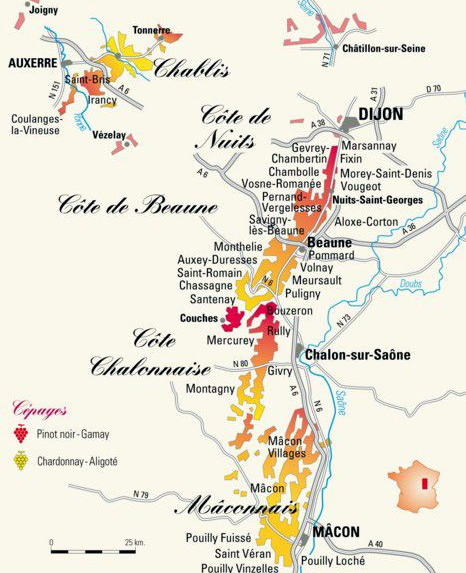 Joigny
Tonnerre
AUXERRE
Chablis
Saint-Bris
Irancy
N 151
A 6
Coulanges-
la-Vineuse
Yonne
Vézelay
Seine
Châtillon-sur-Seine
N 71
A 31
D 70
A 38
DIJON
Côte de
Nuits
A 6
Saône
Gevrey-
Chambertin
Marsannay
Fixin
Chambolle
Morey-Saint-Denis
Vosne-Romanée
Vougeot
Pernand-
Vergelesses
Nuits-Saint-Georges
Côte de Beaune
Savigny-
lès-Beaune
Aloxe-Corton
A 36
Monthelie
Beaune
Pommard
Auxey-Duresses
Volnay
Saint-Romain
N 6
Meursault
Doubs
Chassagne
Puligny
Santenay
Bouzeron
Couches
Rully
N 73
Côte
Chalonnaise
Mercurey
Chalon-sur-Saône
N 80
Givry
Montagny
A 6
N 6
Saône
Cépages
Pinot noir-Gamay
Chardonnay-Aligoté
Mâcon
Villages
N 79
Mâcon
Mâconnais
0
25 km.
Pouilly Fuissé
MÂCON
Saint Véran
A 40
Pouilly Vinzelles
Pouilly Loché